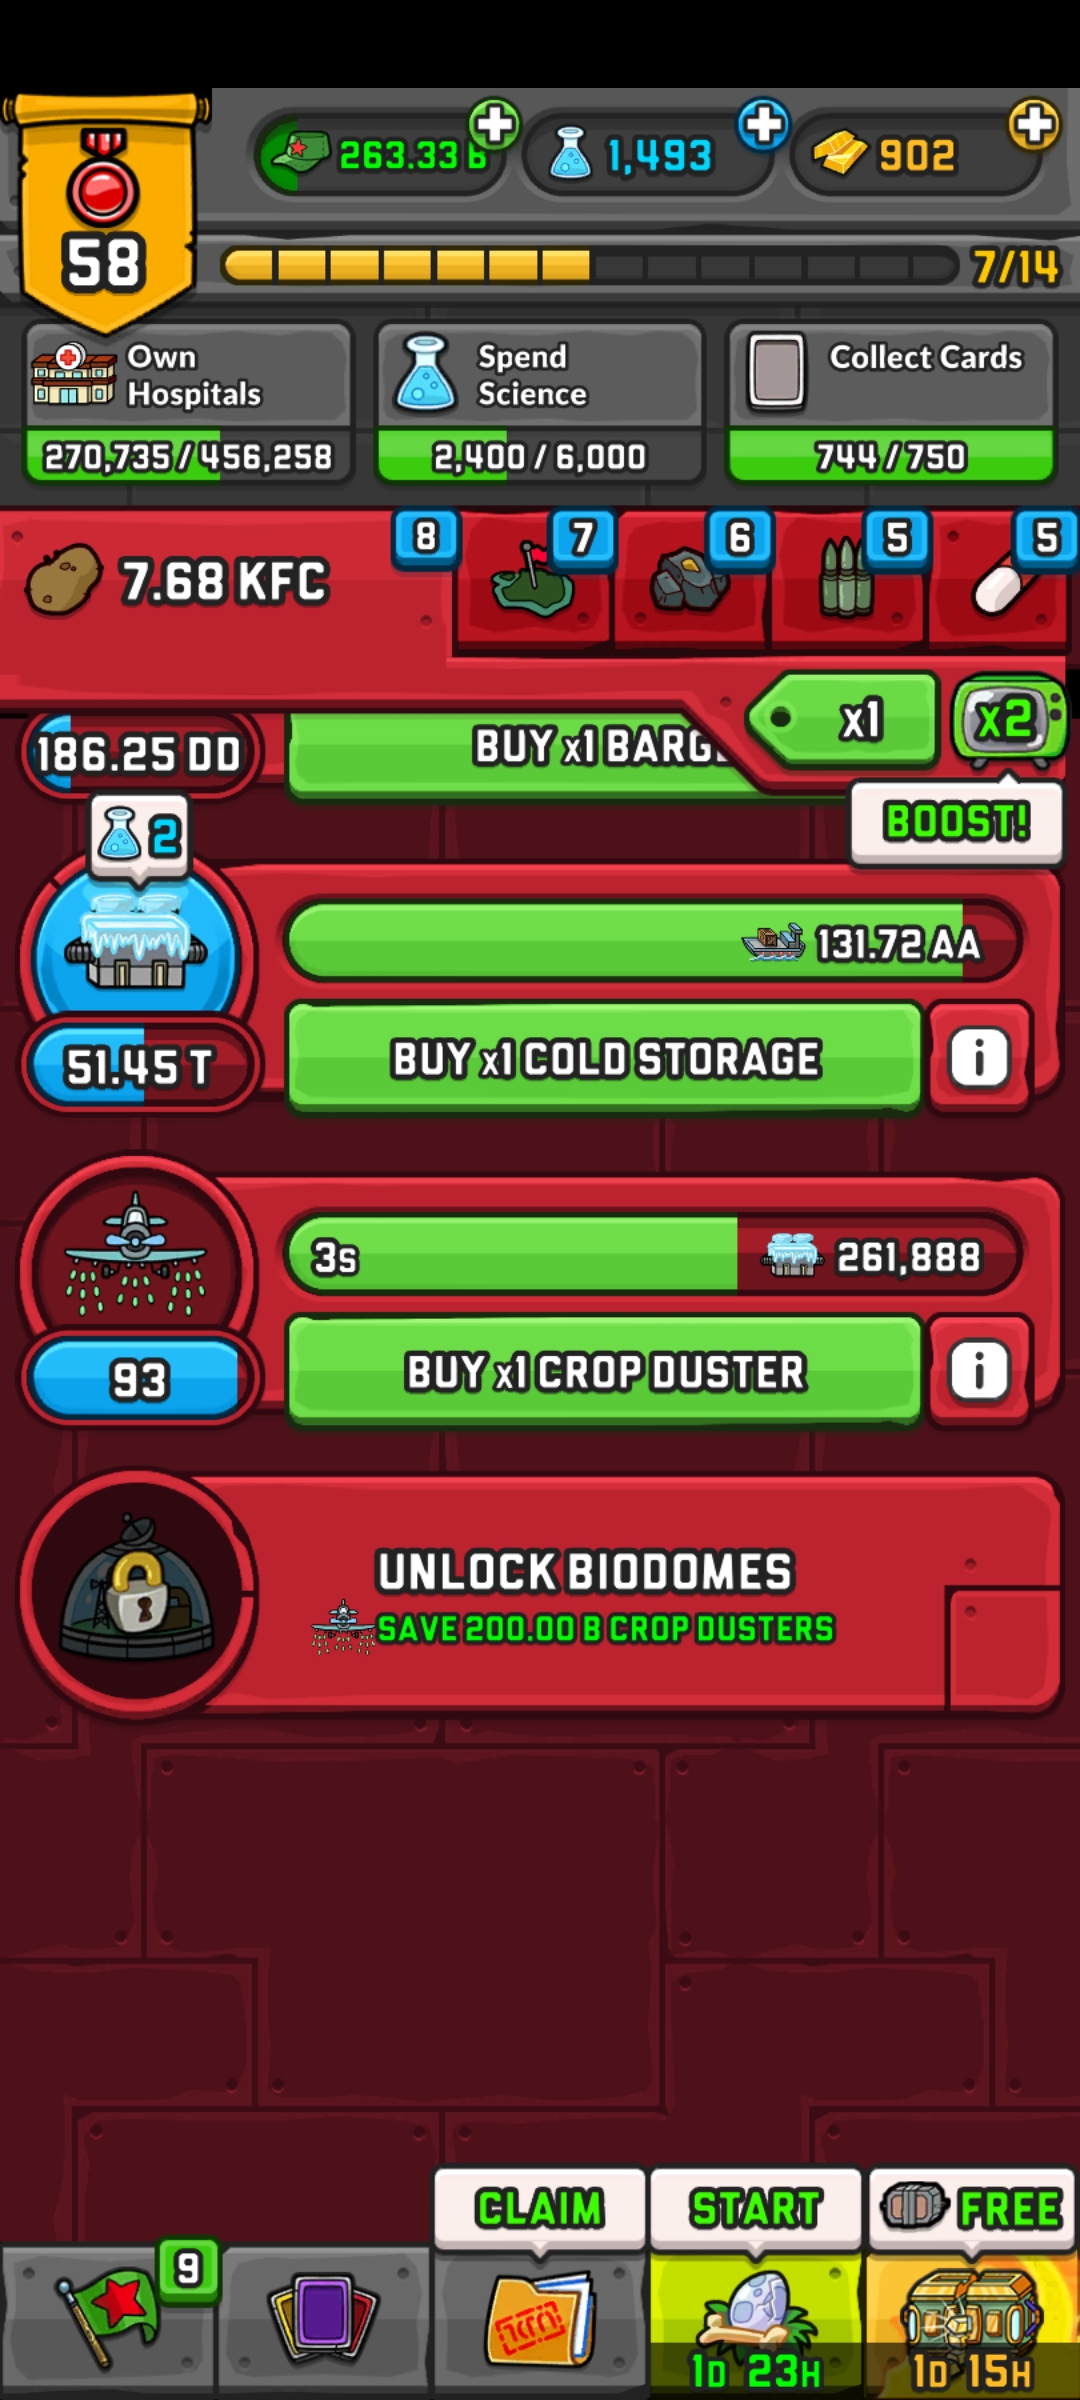 58
263.33 B
1,493
902
7/14
Own
Hospitals
270,735 / 456,258
Spend
Science
2,400 / 6,000
Collect Cards
744 / 750
7.68 KFC
8
7
6
5
5
x1
x2
BOOST!
186.25 DD
BUY x1 BARG
2
131.72 AA
51.45 T
BUY x1 COLD STORAGE
i
3s
261,888
93
BUY x1 CROP DUSTER
i
UNLOCK BIODOMES
SAVE 200.00 B CROP DUSTERS
CLAIM
START
FREE
9
1D 23H
1D 15H